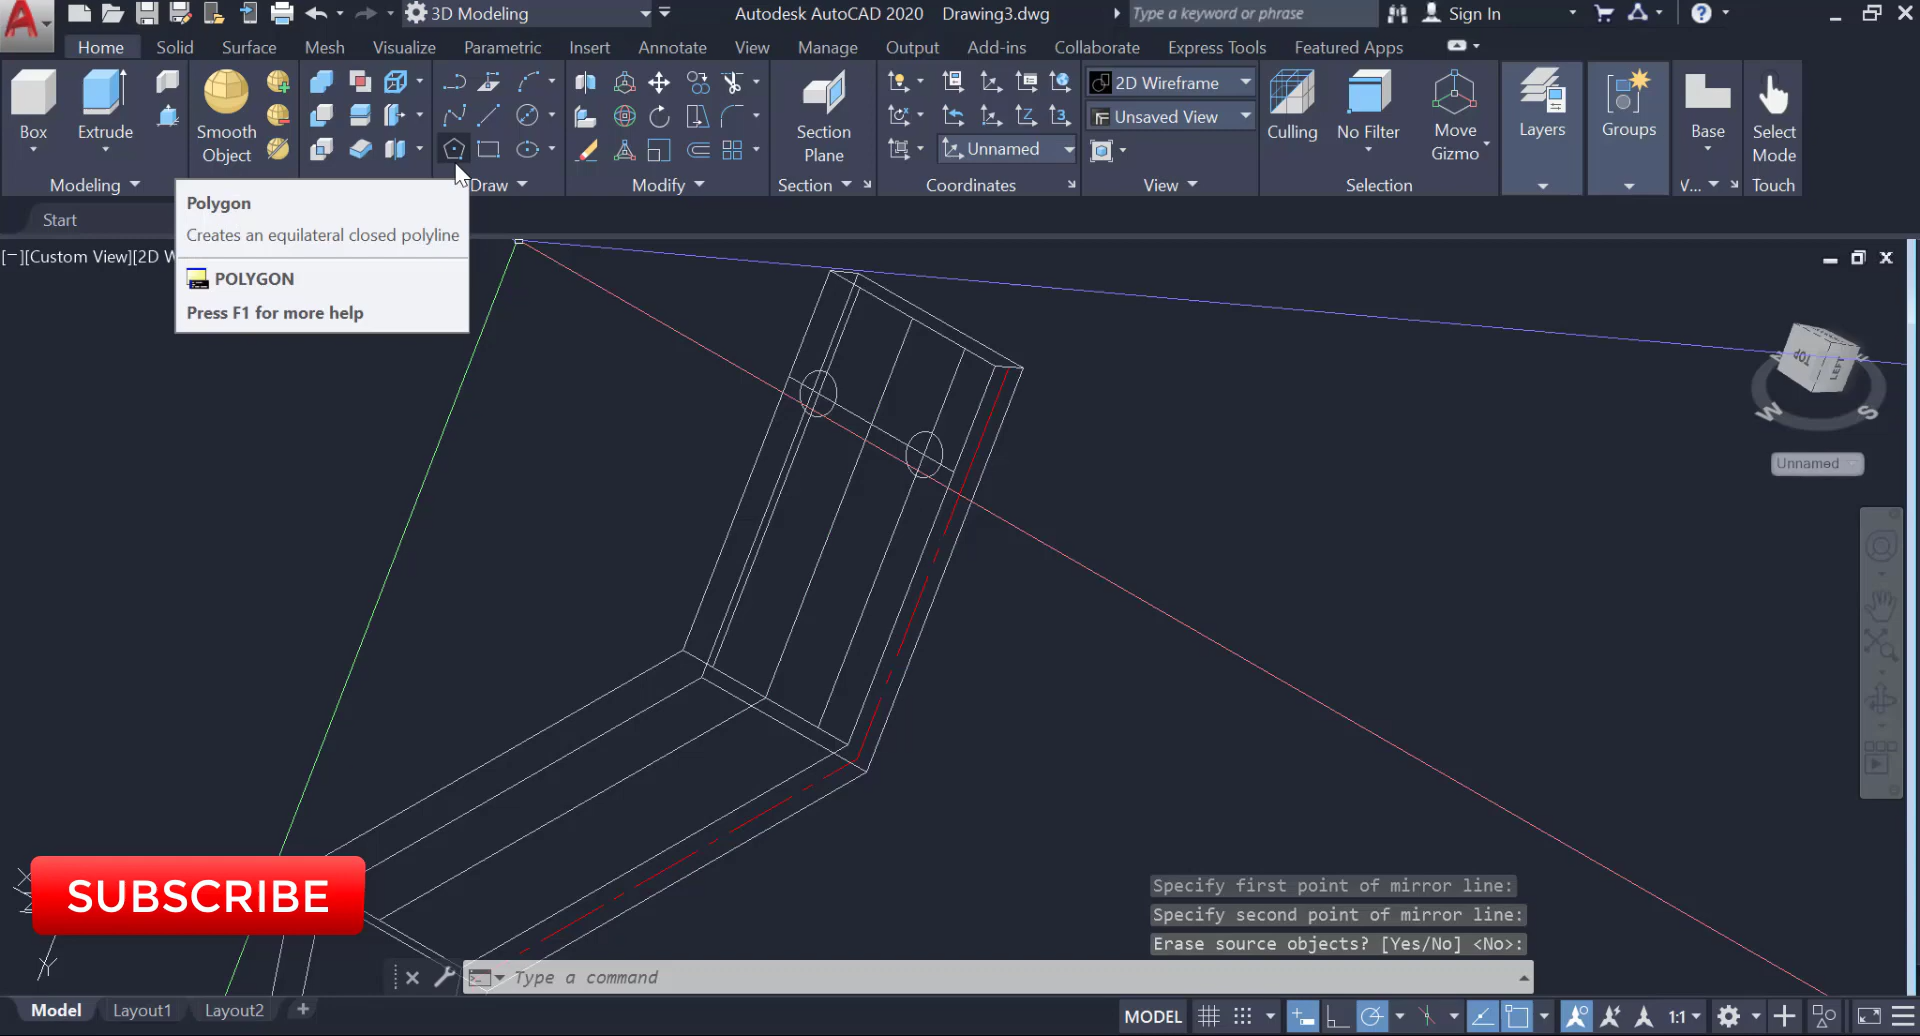 A
3D Modeling
Autodesk AutoCAD 2020 Drawing3.dwg
Type a keyword or phrase
Sign In
?
Home Solid Surface Mesh Visualize Parametric Insert Annotate View Manage Output Add-ins Collaborate Express Tools Featured Apps
Box
Extrude
Smooth
Object
Section
Plane
2D Wireframe
Unsaved View
Unnamed
Culling
No Filter
Move
Gizmo
Layers
Groups
Base
Select
Mode
Modeling
Draw
Modify
Section
Coordinates
View
Selection
V...
Touch
Start
Polygon
Creates an equilateral closed polyline
POLYGON
Press F1 for more help
[−][Custom View][2D W
TOP
LEFT
W
S
Unnamed
SUBSCRIBE
X
Z
Y
Specify first point of mirror line:
Specify second point of mirror line:
Erase source objects? [Yes/No] <No>:
Type a command
Model Layout1 Layout2 +
MODEL
1:1